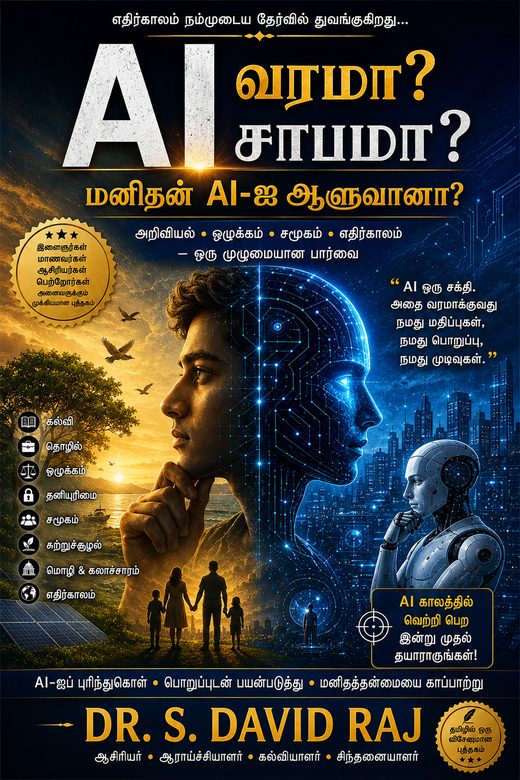 எதிர்காலம் நம்முடைய தேர்வில் துவங்குகிறது...
AI வரமா?
சாபமா?
மனிதன் AI-ஐ ஆளுவானா?
அறிவியல் • ஒழுக்கம் • சமூகம் • எதிர்காலம்
– ஒரு முழுமையான பார்வை
இளைஞர்கள்
மாணவர்கள்
ஆசிரியர்கள்
பெற்றோர்கள்
அனைவருக்கும்
முக்கியமான புத்தகம்
“ AI ஒரு சக்தி.
அதை வரமாக்குவது
நமது மதிப்புகள்,
நமது பொறுப்பு,
நமது முடிவுகள். ”
கல்வி
தொழில்
ஒழுக்கம்
தனியுரிமை
சமூகம்
சுற்றுச்சூழல்
மொழி & கலாச்சாரம்
எதிர்காலம்
AI காலத்தில்
வெற்றி பெற
இன்று முதல்
தயாராகுங்கள்!
AI-ஐப் புரிந்துகொள் • பொறுப்புடன் பயன்படுத்து • மனிதத்தன்மையை காப்பாற்று
DR. S. DAVID RAJ
ஆசிரியர் • ஆராய்ச்சியாளர் • கல்வியாளர் • சிந்தனையாளர்
தமிழில் ஒரு
விசேஷமான
புத்தகம்